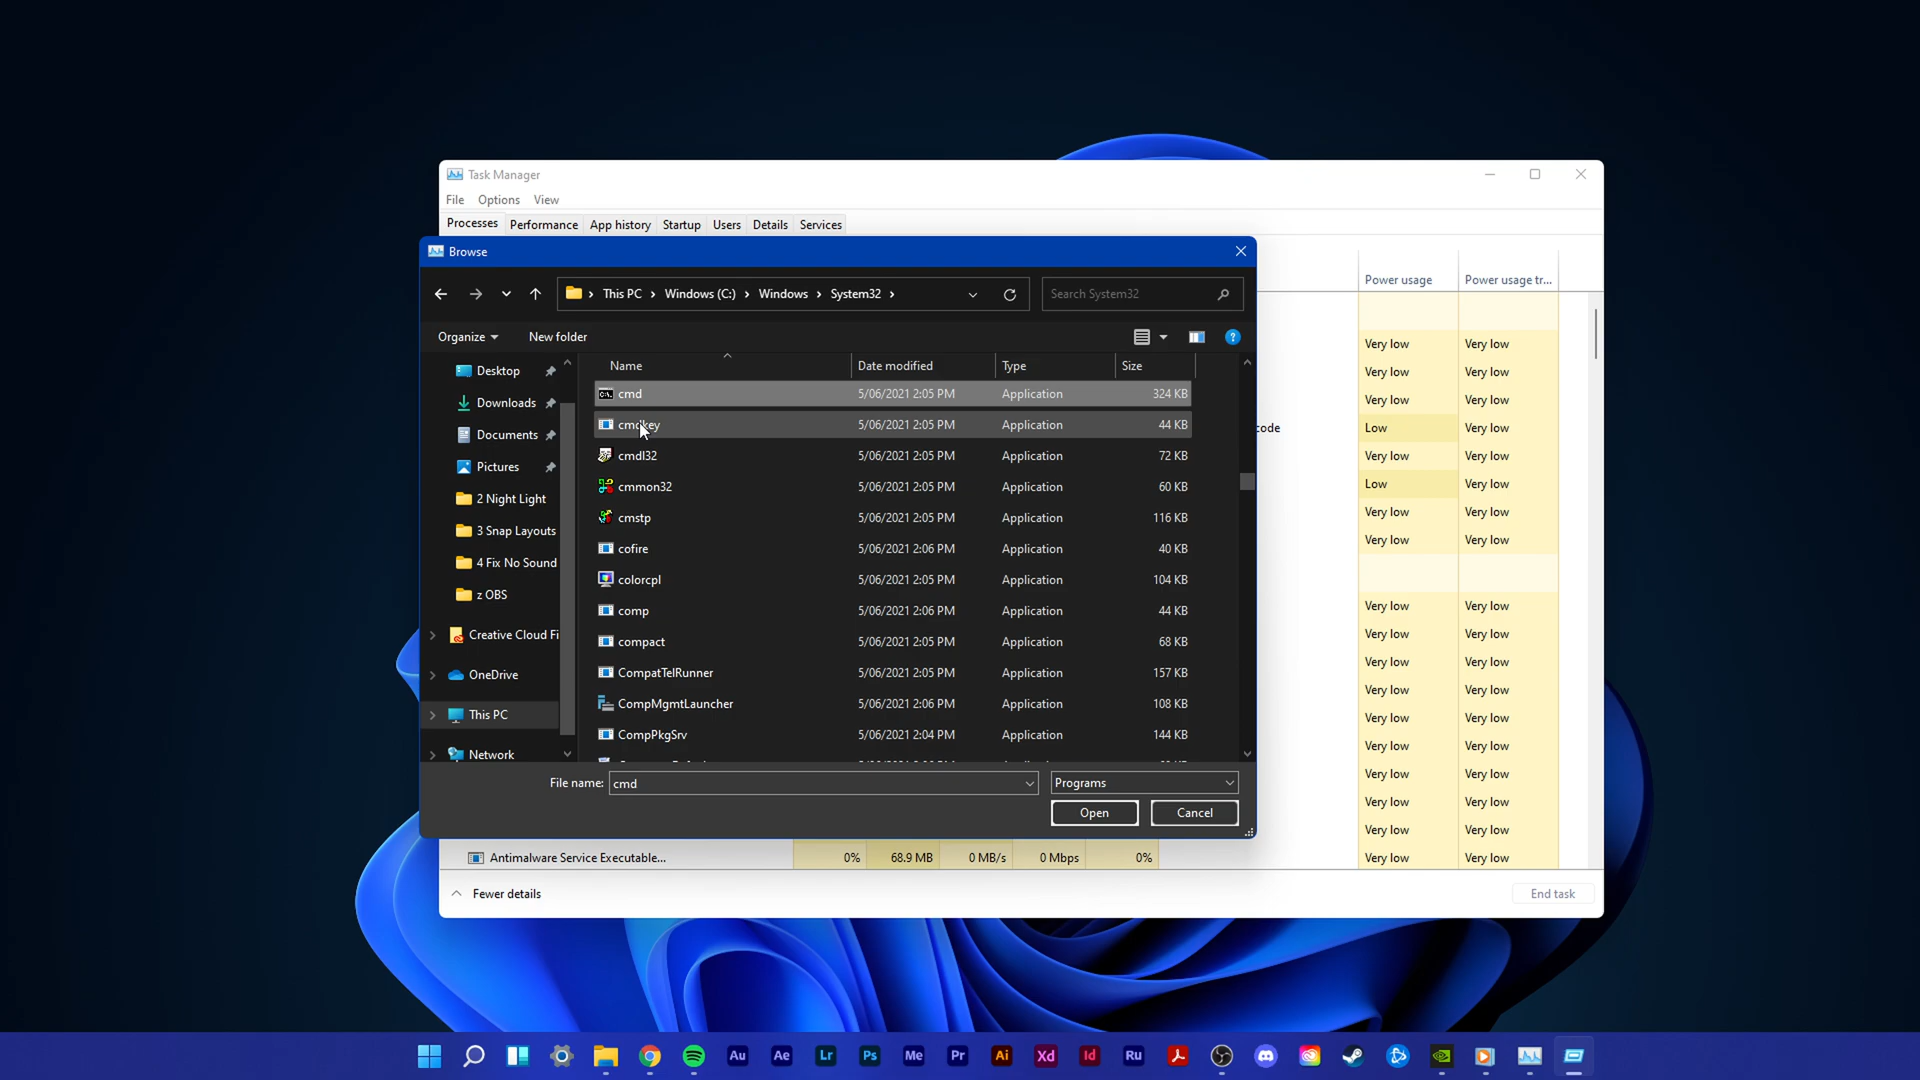 Task Manager
File Options View
Processes Performance App history Startup Users Details Services
Browse
This PC Windows (C:) Windows System32
Search System32
Organize New folder
Power usage Power usage tr...
Name Date modified Type Size
Desktop
Downloads
Documents
Pictures
2 Night Light
3 Snap Layouts
4 Fix No Sound
z OBS
Creative Cloud Fi
OneDrive
This PC
Network
cmd 5/06/2021 2:05 PM Application 324 KB
cmdkey 5/06/2021 2:05 PM Application 44 KB
cmdl32 5/06/2021 2:05 PM Application 72 KB
cmmon32 5/06/2021 2:05 PM Application 60 KB
cmstp 5/06/2021 2:05 PM Application 116 KB
cofire 5/06/2021 2:06 PM Application 40 KB
colorcpl 5/06/2021 2:05 PM Application 104 KB
comp 5/06/2021 2:06 PM Application 44 KB
compact 5/06/2021 2:05 PM Application 68 KB
CompatTelRunner 5/06/2021 2:05 PM Application 157 KB
CompMgmtLauncher 5/06/2021 2:06 PM Application 108 KB
CompPkgSrv 5/06/2021 2:04 PM Application 144 KB
File name: cmd Programs
Open Cancel
Very low Very low
Very low Very low
Very low Very low
code Low Very low
Very low Very low
Low Very low
Very low Very low
Very low Very low
Very low Very low
Very low Very low
Very low Very low
Very low Very low
Very low Very low
Very low Very low
Very low Very low
Very low Very low
Very low Very low
Antimalware Service Executable... 0% 68.9 MB 0 MB/s 0 Mbps 0% Very low Very low
Fewer details End task
Au Ae Lr Ps Me Pr Ai Xd Id Ru